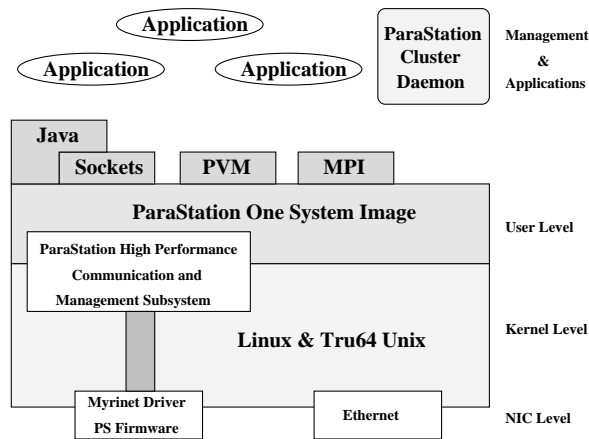 Application
Application
Application
ParaStation
Cluster
Daemon
Management
&
Applications
Java
Sockets
PVM
MPI
ParaStation One System Image
User Level
ParaStation High Performance
Communication and
Management Subsystem
Linux & Tru64 Unix
Kernel Level
Myrinet Driver
PS Firmware
Ethernet
NIC Level